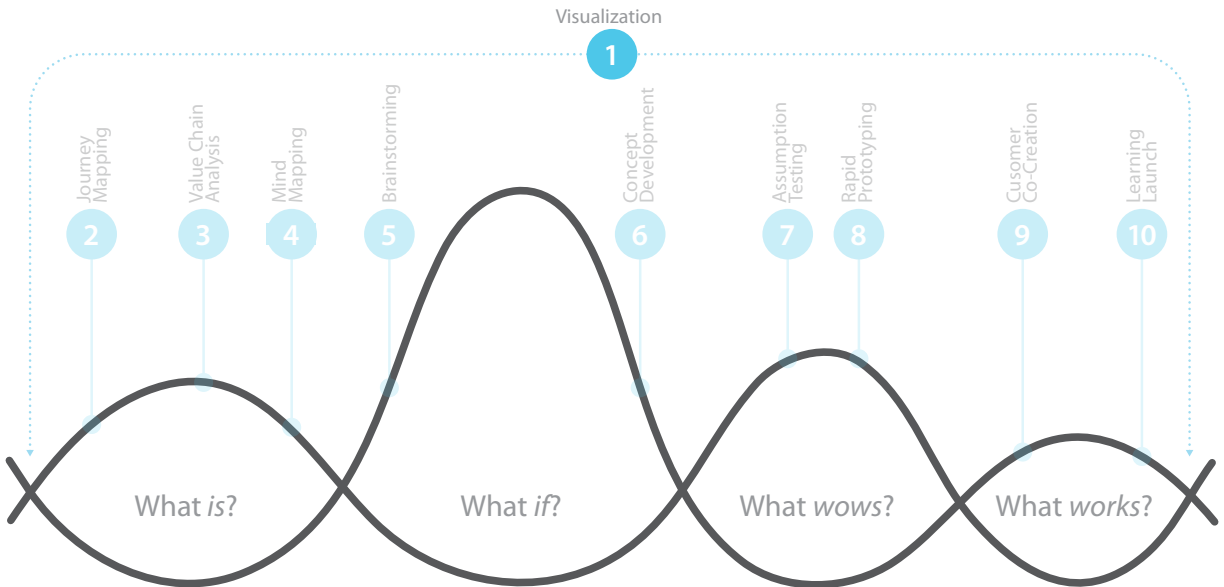 Visualization
1
Journey
Mapping
Value Chain
Analysis
Mind
Mapping
Brainstorming
Concept
Development
Assumption
Testing
Rapid
Prototyping
Cusomer
Co-Creation
Learning
Launch
2
3
4
5
6
7
8
9
10
What is?
What if?
What wows?
What works?